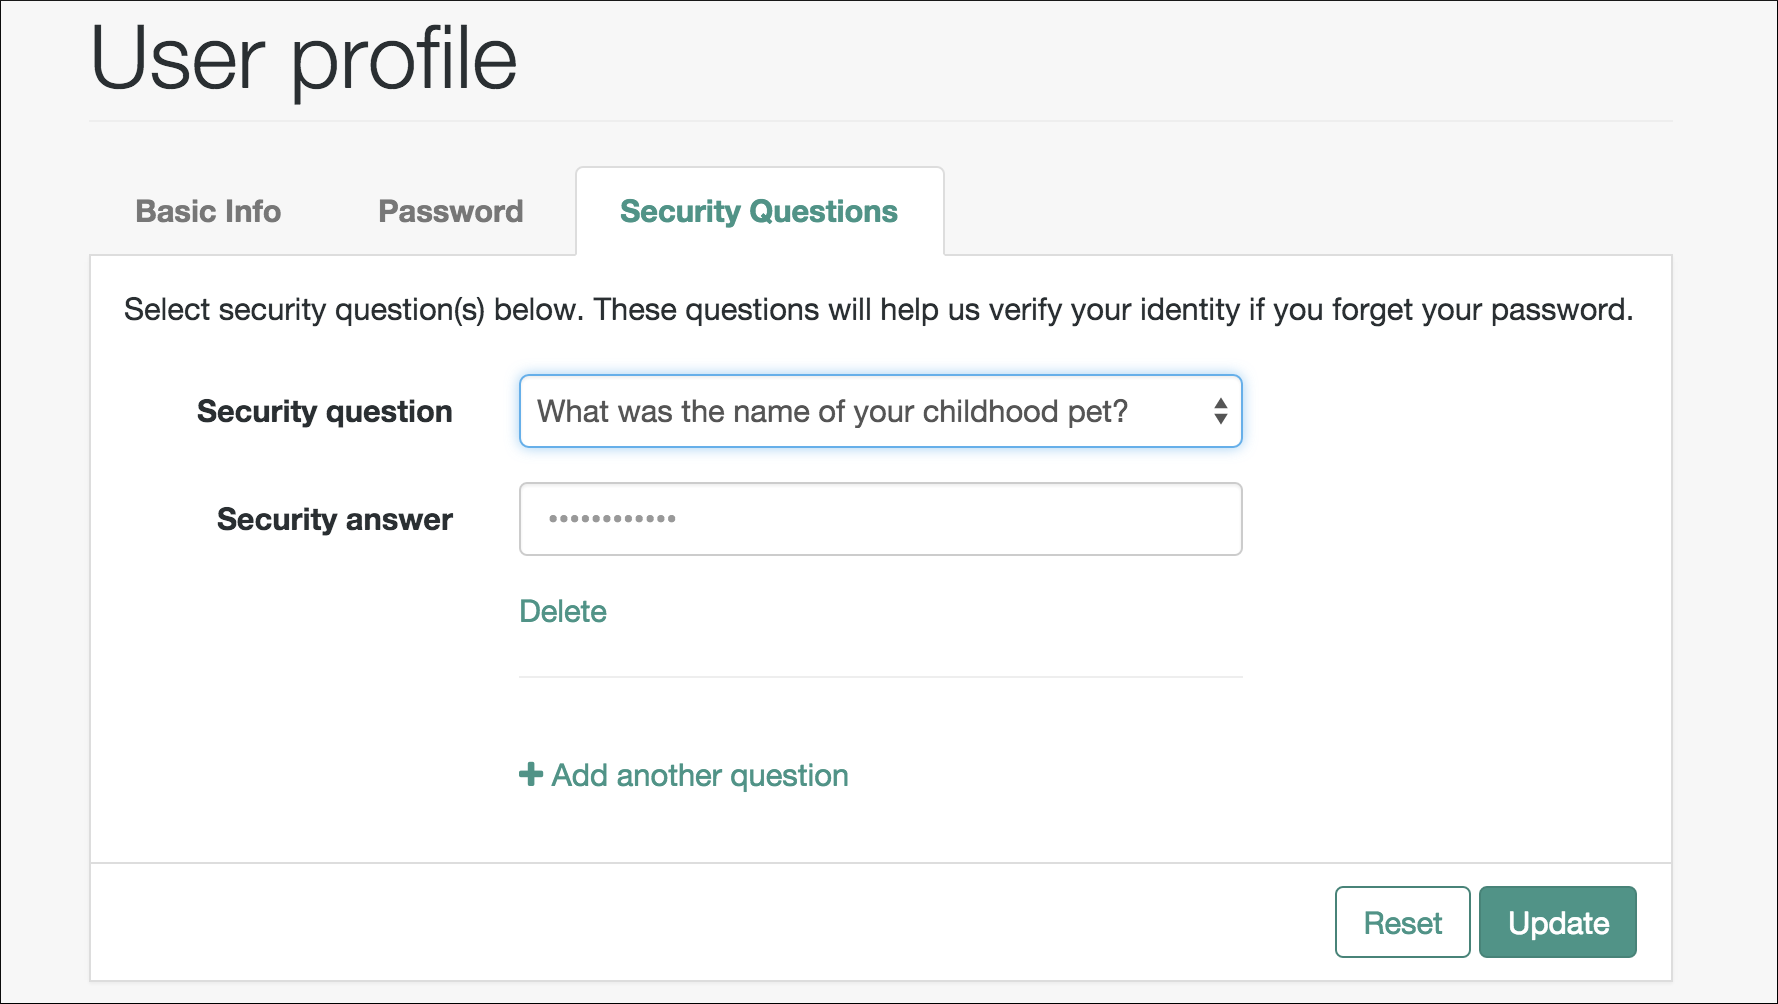 User profile
Basic Info Password Security Questions
Select security question(s) below. These questions will help us verify your identity if you forget your password.
Security question What was the name of your childhood pet?
Security answer ••••••••••••
Delete
Add another question
Reset Update